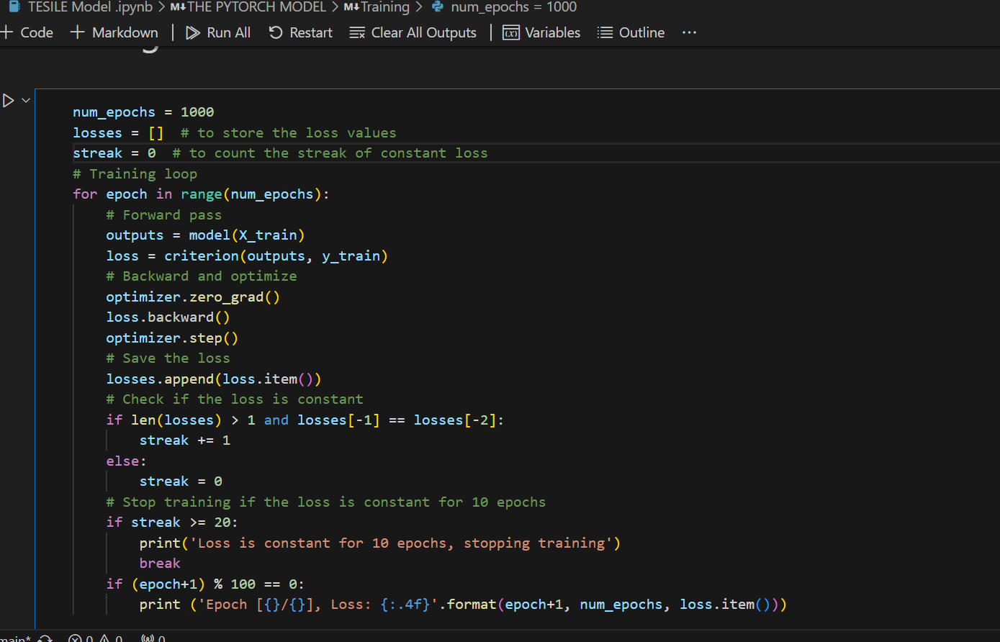 TESILE Model .ipynb > M↓THE PYTORCH MODEL > M↓Training > num_epochs = 1000
+ Code + Markdown | Run All Restart Clear All Outputs | Variables Outline ...
num_epochs = 1000
losses = []  # to store the loss values
streak = 0  # to count the streak of constant loss
# Training loop
for epoch in range(num_epochs):
    # Forward pass
    outputs = model(X_train)
    loss = criterion(outputs, y_train)
    # Backward and optimize
    optimizer.zero_grad()
    loss.backward()
    optimizer.step()
    # Save the loss
    losses.append(loss.item())
    # Check if the loss is constant
    if len(losses) > 1 and losses[-1] == losses[-2]:
        streak += 1
    else:
        streak = 0
    # Stop training if the loss is constant for 10 epochs
    if streak >= 20:
        print('Loss is constant for 10 epochs, stopping training')
        break
    if (epoch+1) % 100 == 0:
        print ('Epoch [{}/{}], Loss: {:.4f}'.format(epoch+1, num_epochs, loss.item()))
main* 0 0 0